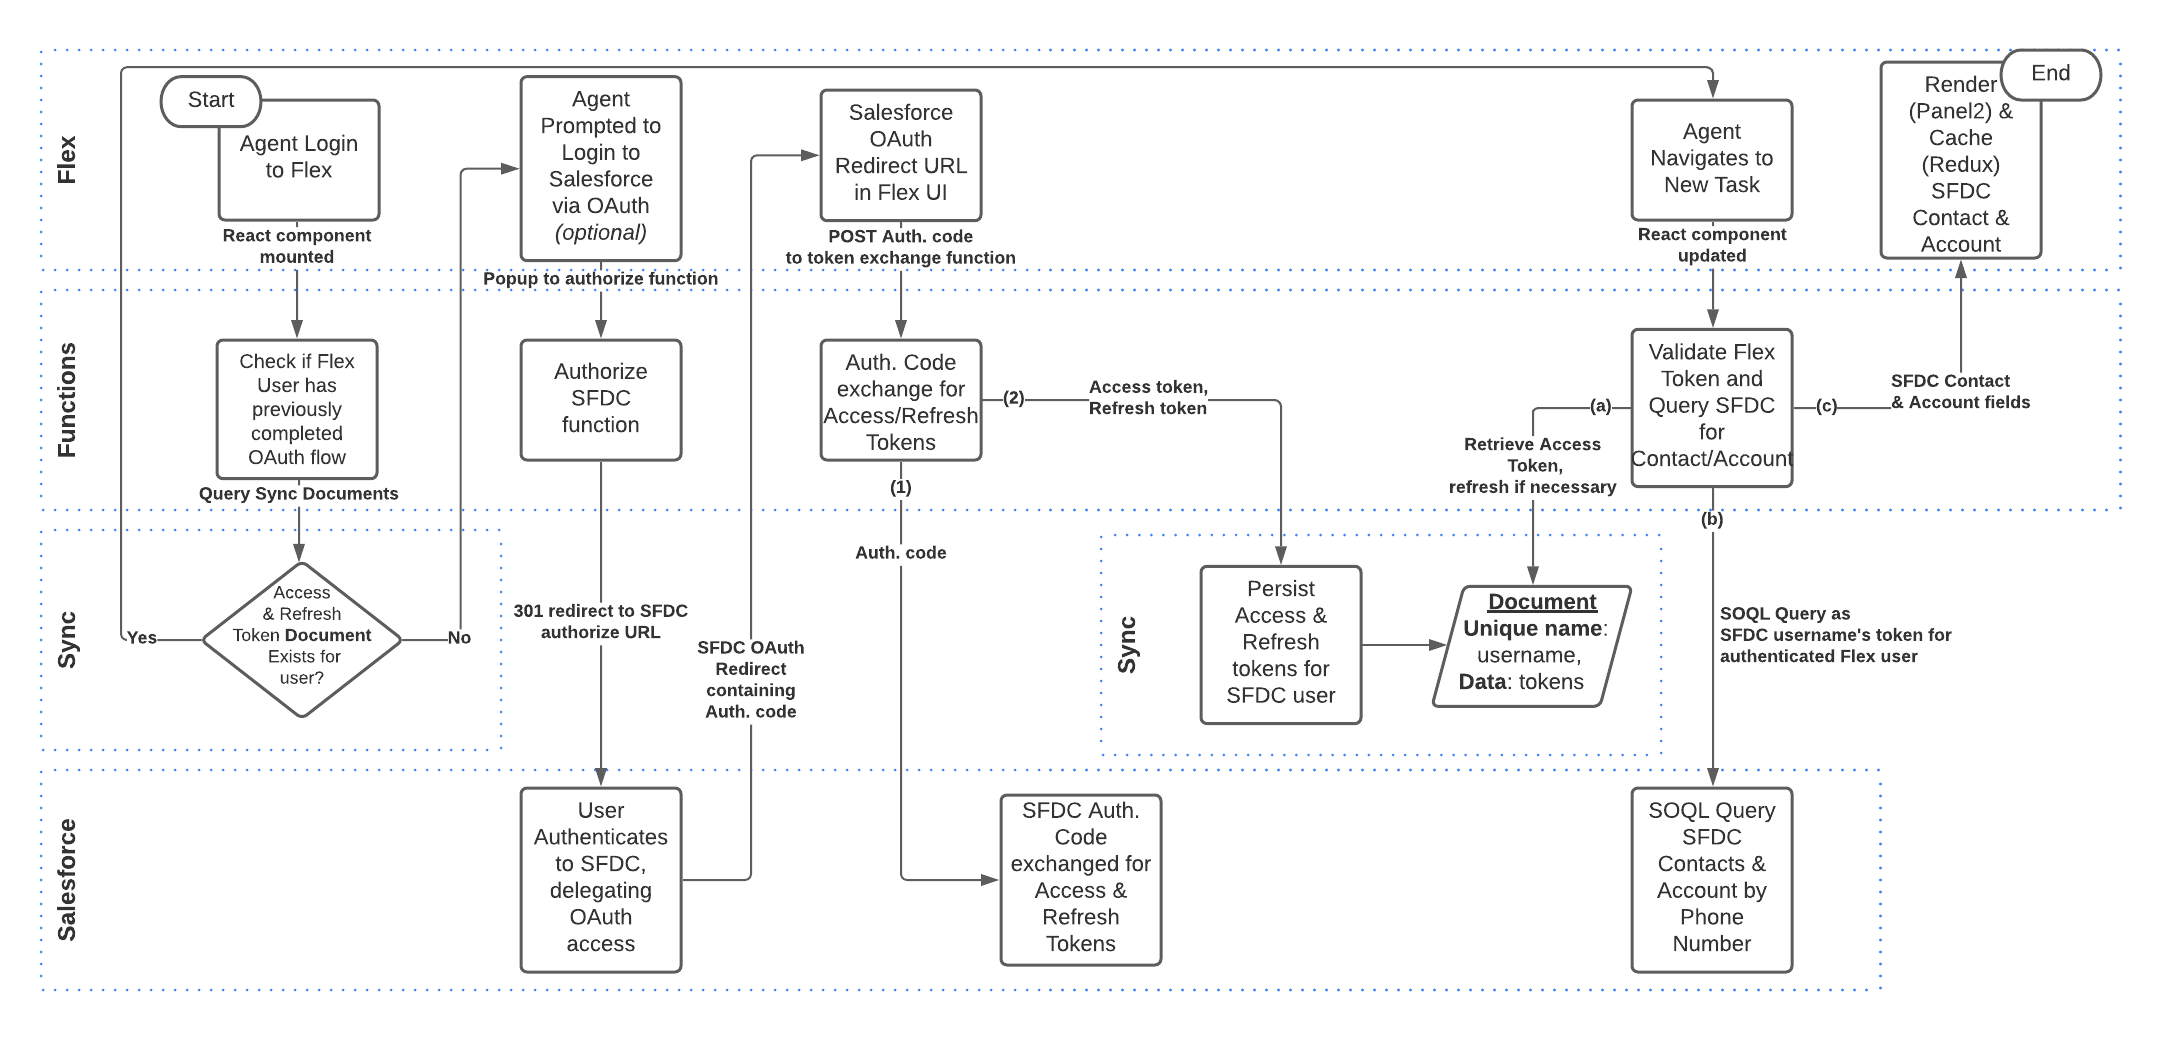 Flex
Start
Agent Login
to Flex
React component
mounted
Agent
Prompted to
Login to
Salesforce
via OAuth
(optional)
Popup to authorize function
Salesforce
OAuth
Redirect URL
in Flex UI
POST Auth. code
to token exchange function
Agent
Navigates to
New Task
React component
updated
End
Render
(Panel2) &
Cache
(Redux)
SFDC
Contact &
Account
Functions
Check if Flex
User has
previously
completed
OAuth flow
Query Sync Documents
Authorize
SFDC
function
Auth. Code
exchange for
Access/Refresh
Tokens
(2)
Access token,
Refresh token
(1)
Auth. code
Validate Flex
Token and
Query SFDC
for
Contact/Account
(a)
Retrieve Access
Token,
refresh if necessary
(c)
SFDC Contact
& Account fields
(b)
Sync
Yes
Access
& Refresh
Token Document
Exists for
user?
No
301 redirect to SFDC
authorize URL
SFDC OAuth
Redirect
containing
Auth. code
Sync
Persist
Access &
Refresh
tokens for
SFDC user
Document
Unique name:
username,
Data: tokens
SOQL Query as
SFDC username's token for
authenticated Flex user
Salesforce
User
Authenticates
to SFDC,
delegating
OAuth
access
SFDC Auth.
Code
exchanged for
Access &
Refresh
Tokens
SOQL Query
SFDC
Contacts &
Account by
Phone
Number